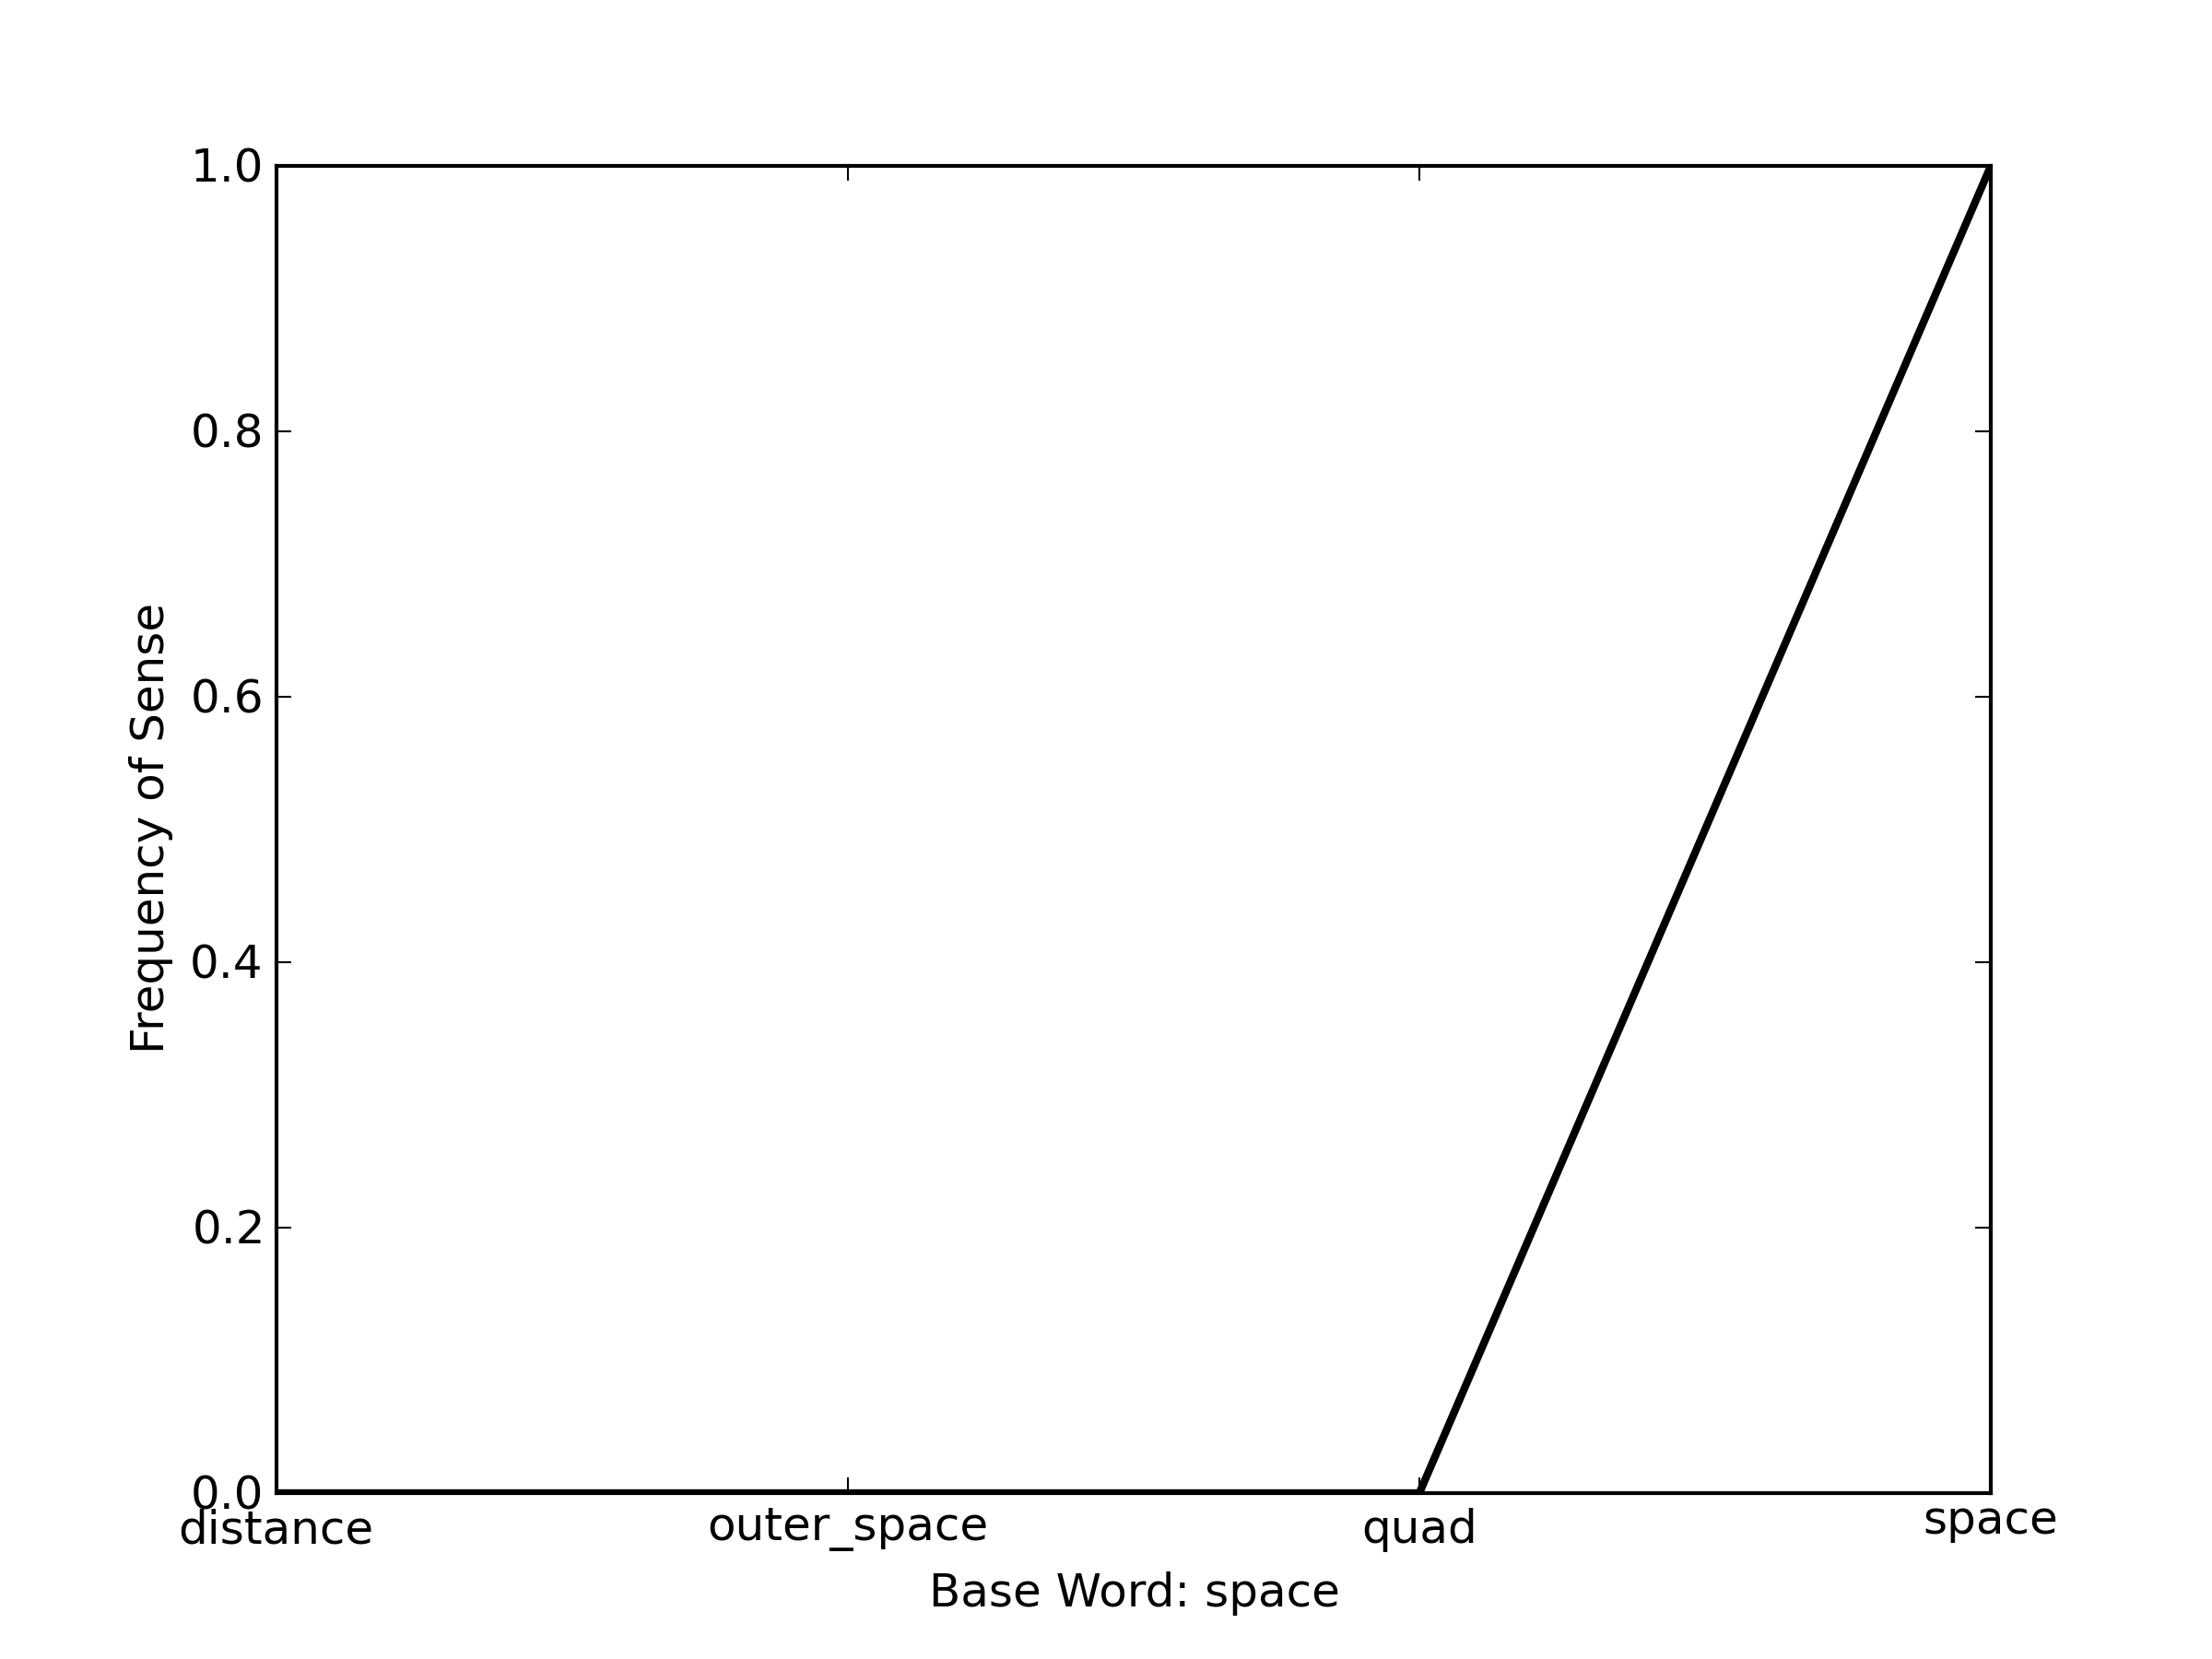 1.0
0.8
0.6
0.4
0.2
0.0
Frequency of Sense
distance
outer_space
quad
space
Base Word: space